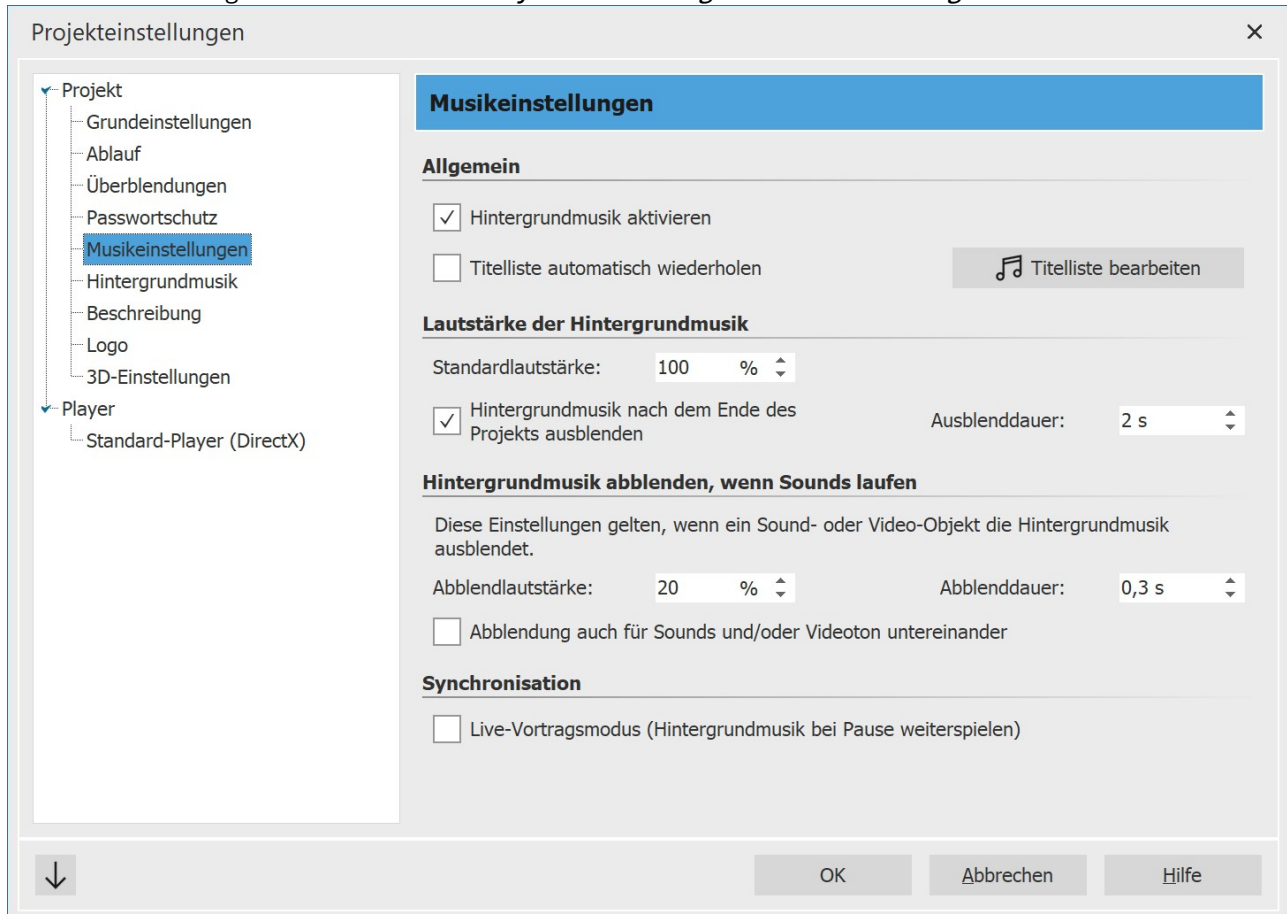 Projekteinstellungen
Projekt
Grundeinstellungen
Ablauf
Überblendungen
Passwortschutz
Musikeinstellungen
Hintergrundmusik
Beschreibung
Logo
3D-Einstellungen
Player
Standard-Player (DirectX)
Musikeinstellungen
Allgemein
Hintergrundmusik aktivieren
Titelliste automatisch wiederholen
Titelliste bearbeiten
Lautstärke der Hintergrundmusik
Standardlautstärke: 100 %
Hintergrundmusik nach dem Ende des
Projekts ausblenden
Ausblenddauer: 2 s
Hintergrundmusik abblenden, wenn Sounds laufen
Diese Einstellungen gelten, wenn ein Sound- oder Video-Objekt die Hintergrundmusik
ausblendet.
Abblendlautstärke: 20 % Abblenddauer: 0,3 s
Abblendung auch für Sounds und/oder Videoton untereinander
Synchronisation
Live-Vortragsmodus (Hintergrundmusik bei Pause weiterspielen)
OK Abbrechen Hilfe